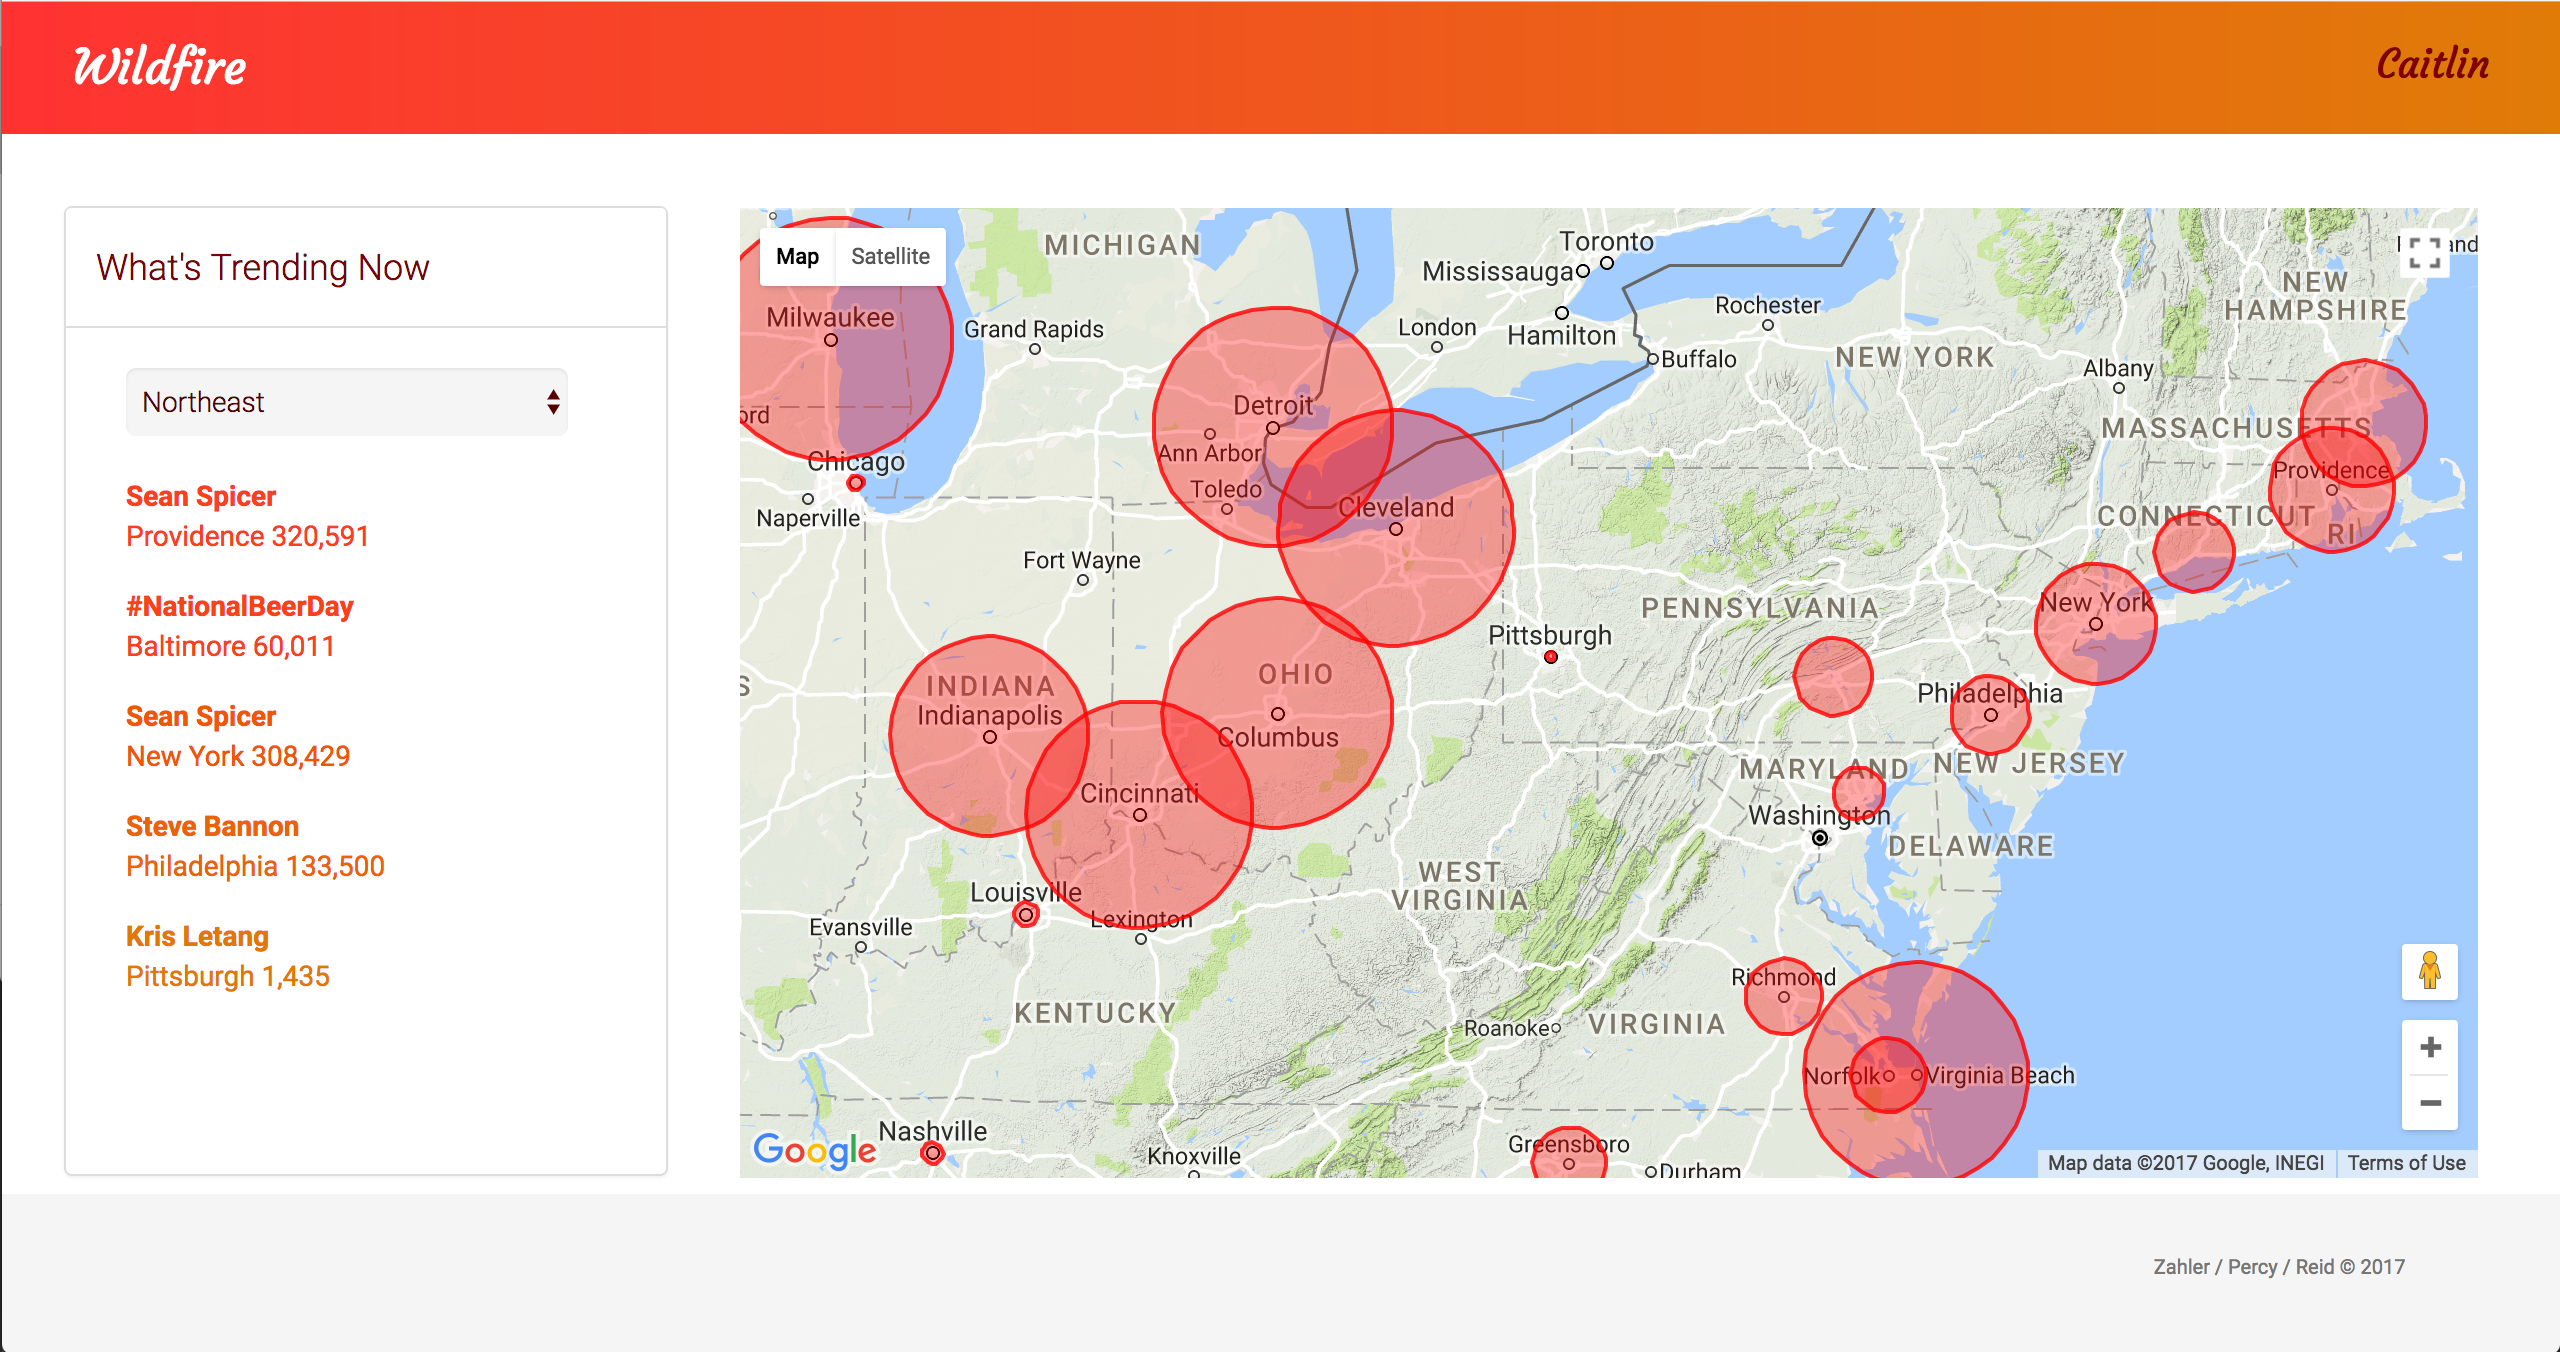 Wildfire
Caitlin
What's Trending Now
Northeast
Sean Spicer
Providence 320,591
#NationalBeerDay
Baltimore 60,011
Sean Spicer
New York 308,429
Steve Bannon
Philadelphia 133,500
Kris Letang
Pittsburgh 1,435
Map
Satellite
MICHIGAN
Toronto
Mississauga
NEW
HAMPSHIRE
Milwaukee
Grand Rapids
London
Hamilton
Rochester
Buffalo
NEW YORK
Albany
Detroit
Ann Arbor
Toledo
MASSACHUSETTS
Chicago
Naperville
Cleveland
Providence
CONNECTICUT
RI
Fort Wayne
Pittsburgh
PENNSYLVANIA
New York
INDIANA
Indianapolis
OHIO
Columbus
Philadelphia
MARYLAND
NEW JERSEY
Cincinnati
Washington
DELAWARE
WEST
VIRGINIA
Louisville
Lexington
Evansville
KENTUCKY
Richmond
Roanoke
VIRGINIA
Norfolk
Virginia Beach
Nashville
Knoxville
Greensboro
Durham
Google
Map data ©2017 Google, INEGI
Terms of Use
Zahler / Percy / Reid © 2017